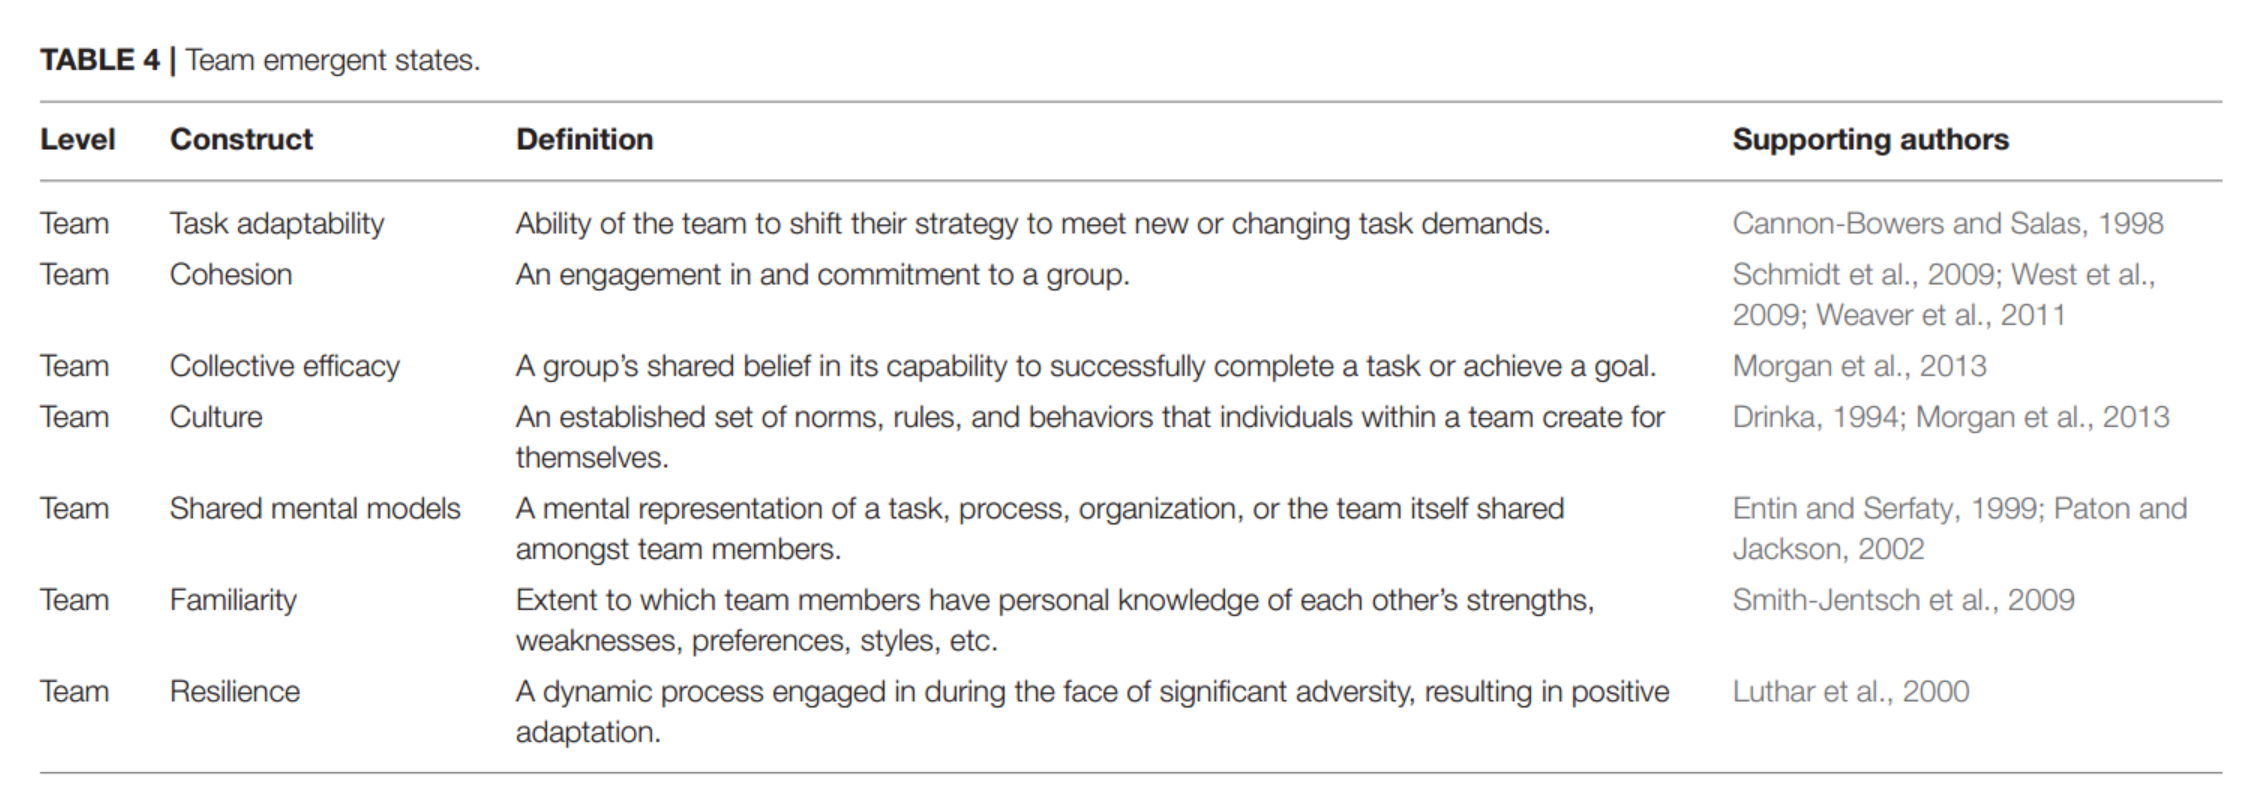 TABLE 4 | Team emergent states.
Level Construct Definition Supporting authors
Team Task adaptability Ability of the team to shift their strategy to meet new or changing task demands. Cannon-Bowers and Salas, 1998
Team Cohesion An engagement in and commitment to a group. Schmidt et al., 2009; West et al.,
2009; Weaver et al., 2011
Team Collective efficacy A group’s shared belief in its capability to successfully complete a task or achieve a goal. Morgan et al., 2013
Team Culture An established set of norms, rules, and behaviors that individuals within a team create for Drinka, 1994; Morgan et al., 2013
themselves.
Team Shared mental models A mental representation of a task, process, organization, or the team itself shared Entin and Serfaty, 1999; Paton and
amongst team members. Jackson, 2002
Team Familiarity Extent to which team members have personal knowledge of each other’s strengths, Smith-Jentsch et al., 2009
weaknesses, preferences, styles, etc.
Team Resilience A dynamic process engaged in during the face of significant adversity, resulting in positive Luthar et al., 2000
adaptation.